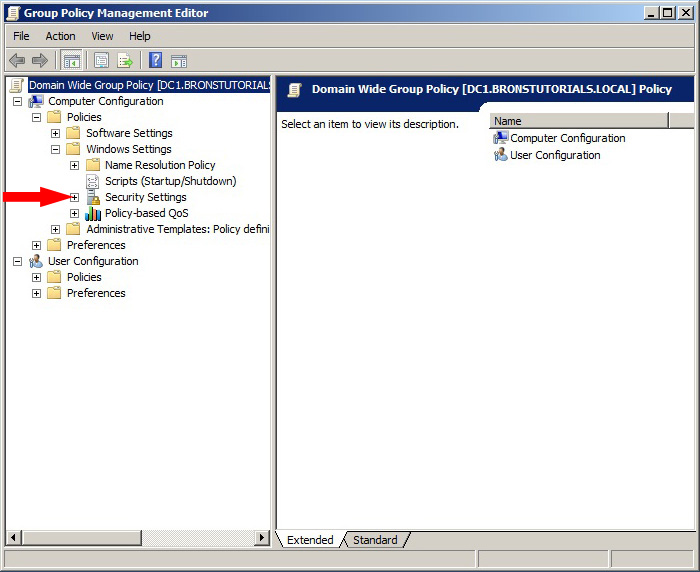 Group Policy Management Editor
File Action View Help
Domain Wide Group Policy [DC1.BRONSTUTORIALS
Computer Configuration
Policies
Software Settings
Windows Settings
Name Resolution Policy
Scripts (Startup/Shutdown)
Security Settings
Policy-based QoS
Administrative Templates: Policy defini
Preferences
User Configuration
Policies
Preferences
Domain Wide Group Policy [DC1.BRONSTUTORIALS.LOCAL] Policy
Select an item to view its description.
Name
Computer Configuration
User Configuration
Extended Standard